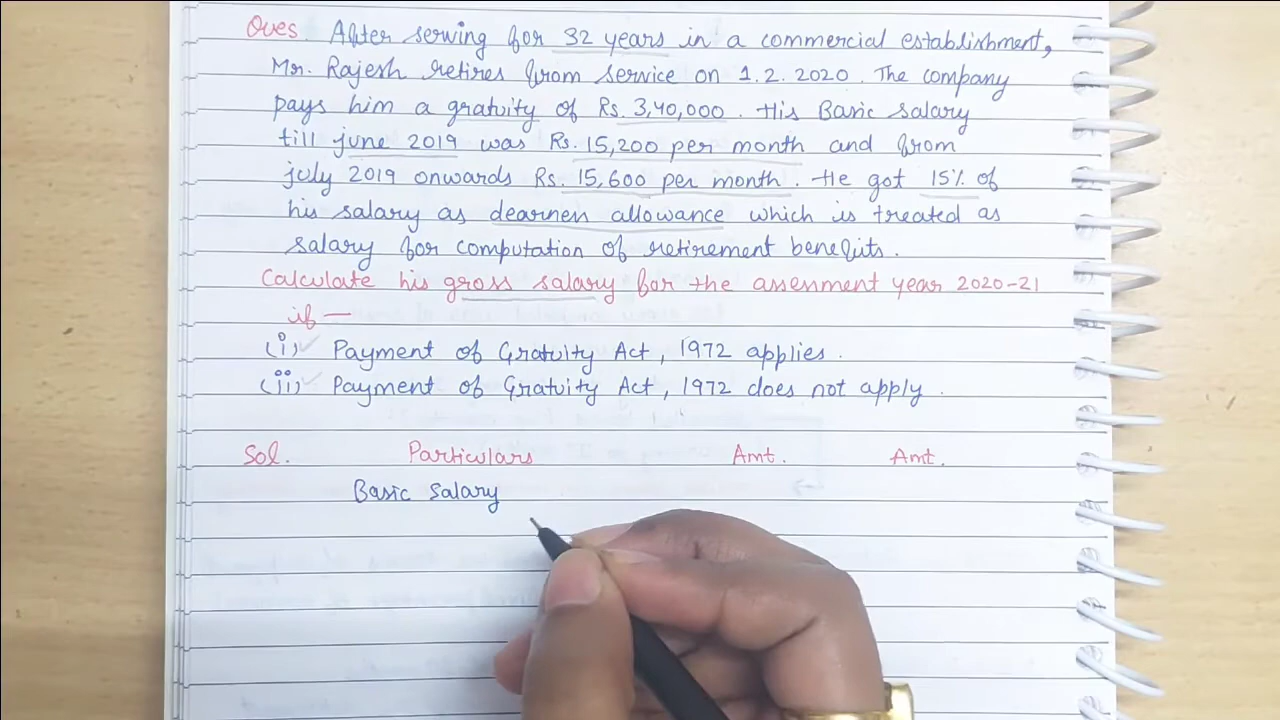 Ques. After serving for 32 years in a commercial establishment,
Mr. Rajesh retires from service on 1.2.2020. The company
pays him a gratuity of Rs. 3,40,000. His Basic Salary
till june 2019 was Rs. 15,200 per month and from
july 2019 onwards Rs. 15,600 per month. He got 15% of
his salary as dearness allowance which is treated as
salary for computation of retirement benefits.
Calculate his gross salary for the assessment year 2020-21
if —
(i) Payment of Gratuity Act, 1972 applies.
(ii) Payment of Gratuity Act, 1972 does not apply.
Sol. Particulars Amt. Amt.
Basic Salary